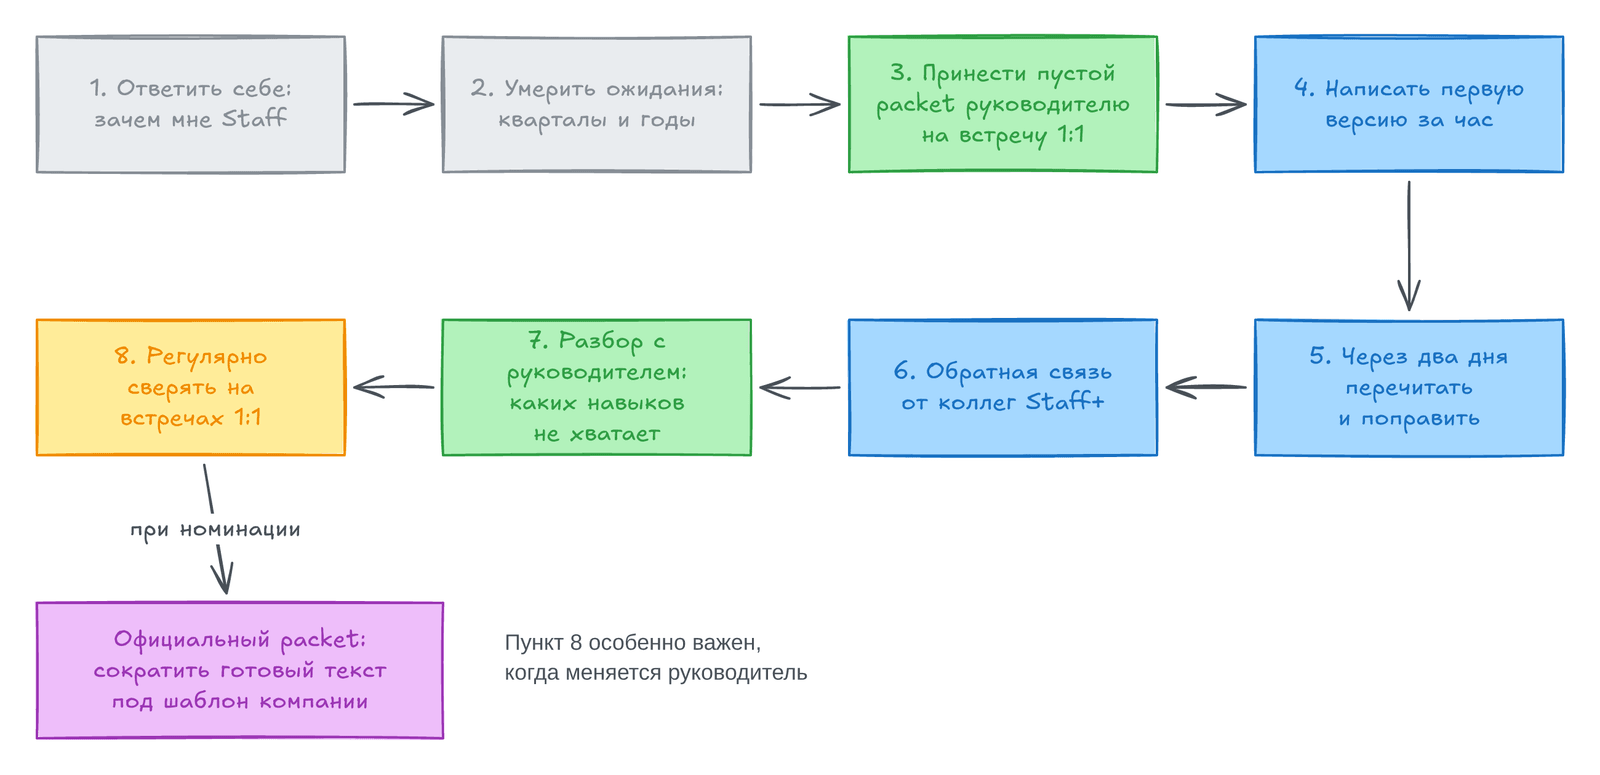 1. Ответить себе:
зачем мне Staff
2. Умерить ожидания:
кварталы и годы
3. Принести пустой
packet руководителю
на встречу 1:1
4. Написать первую
версию за час
5. Через два дня
перечитать
и поправить
6. Обратная связь
от коллег Staff+
7. Разбор с
руководителем:
каких навыков
не хватает
8. Регулярно
сверять на
встречах 1:1
при номинации
Официальный packet:
сократить готовый текст
под шаблон компании
Пункт 8 особенно важен,
когда меняется руководитель